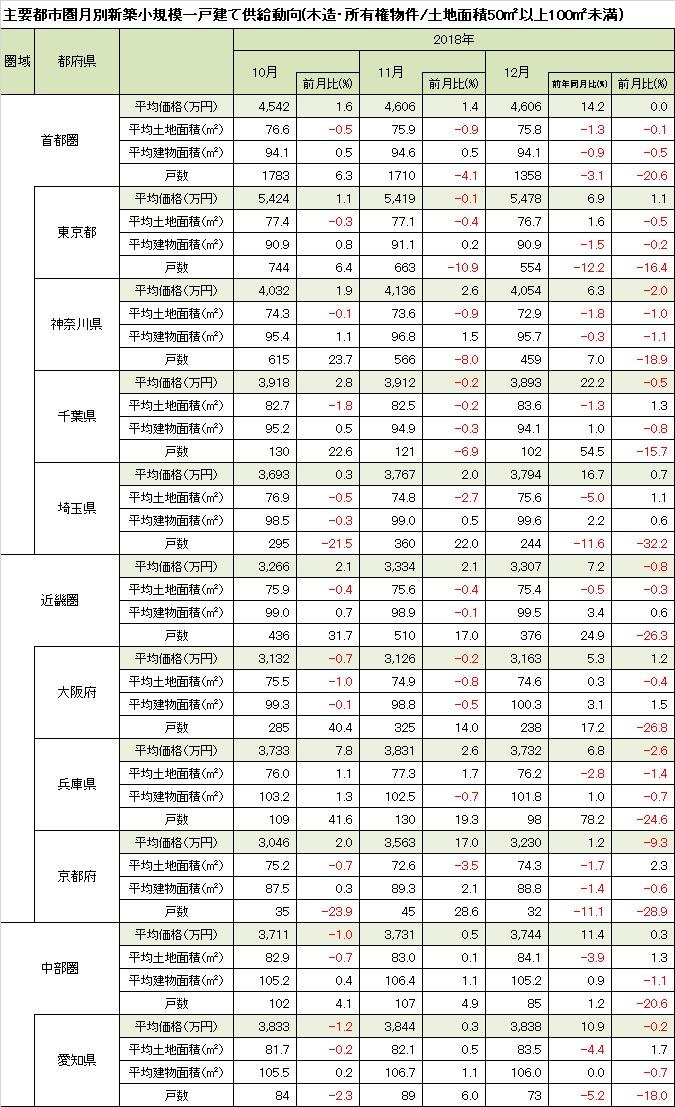 主要都市圏月別新築小規模一戸建て供給動向(木造・所有権物件/土地面積50㎡以上100㎡未満)
圏域 都府県 2018年
10月 前月比(%) 11月 前月比(%) 12月 前年同月比(%) 前月比(%)
首都圏
平均価格(万円) 4,542 1.6 4,606 1.4 4,606 14.2 0.0
平均土地面積(㎡) 76.6 -0.5 75.9 -0.9 75.8 -1.3 -0.1
平均建物面積(㎡) 94.1 0.5 94.6 0.5 94.1 -0.9 -0.5
戸数 1783 6.3 1710 -4.1 1358 -3.1 -20.6
東京都
平均価格(万円) 5,424 1.1 5,419 -0.1 5,478 6.9 1.1
平均土地面積(㎡) 77.4 -0.3 77.1 -0.4 76.7 1.6 -0.5
平均建物面積(㎡) 90.9 0.8 91.1 0.2 90.9 -1.5 -0.2
戸数 744 6.4 663 -10.9 554 -12.2 -16.4
神奈川県
平均価格(万円) 4,032 1.9 4,136 2.6 4,054 6.3 -2.0
平均土地面積(㎡) 74.3 -0.1 73.6 -0.9 72.9 -1.8 -1.0
平均建物面積(㎡) 95.4 1.1 96.8 1.5 95.7 -0.3 -1.1
戸数 615 23.7 566 -8.0 459 7.0 -18.9
千葉県
平均価格(万円) 3,918 2.8 3,912 -0.2 3,893 22.2 -0.5
平均土地面積(㎡) 82.7 -1.8 82.5 -0.2 83.6 -1.3 1.3
平均建物面積(㎡) 95.2 0.5 94.9 -0.3 94.1 1.0 -0.8
戸数 130 22.6 121 -6.9 102 54.5 -15.7
埼玉県
平均価格(万円) 3,693 0.3 3,767 2.0 3,794 16.7 0.7
平均土地面積(㎡) 76.9 -0.5 74.8 -2.7 75.6 -5.0 1.1
平均建物面積(㎡) 98.5 -0.3 99.0 0.5 99.6 2.2 0.6
戸数 295 -21.5 360 22.0 244 -11.6 -32.2
近畿圏
平均価格(万円) 3,266 2.1 3,334 2.1 3,307 7.2 -0.8
平均土地面積(㎡) 75.9 -0.4 75.6 -0.4 75.4 -0.5 -0.3
平均建物面積(㎡) 99.0 0.7 98.9 -0.1 99.5 3.4 0.6
戸数 436 31.7 510 17.0 376 24.9 -26.3
大阪府
平均価格(万円) 3,132 -0.7 3,126 -0.2 3,163 5.3 1.2
平均土地面積(㎡) 75.5 -1.0 74.9 -0.8 74.6 0.3 -0.4
平均建物面積(㎡) 99.3 -0.1 98.8 -0.5 100.3 3.1 1.5
戸数 285 40.4 325 14.0 238 17.2 -26.8
兵庫県
平均価格(万円) 3,733 7.8 3,831 2.6 3,732 6.8 -2.6
平均土地面積(㎡) 76.0 1.1 77.3 1.7 76.2 -2.8 -1.4
平均建物面積(㎡) 103.2 1.3 102.5 -0.7 101.8 1.0 -0.7
戸数 109 41.6 130 19.3 98 78.2 -24.6
京都府
平均価格(万円) 3,046 2.0 3,563 17.0 3,230 1.2 -9.3
平均土地面積(㎡) 75.2 -0.7 72.6 -3.5 74.3 -1.7 2.3
平均建物面積(㎡) 87.5 0.3 89.3 2.1 88.8 -1.4 -0.6
戸数 35 -23.9 45 28.6 32 -11.1 -28.9
中部圏
平均価格(万円) 3,711 -1.0 3,731 0.5 3,744 11.4 0.3
平均土地面積(㎡) 82.9 -0.7 83.0 0.1 84.1 -3.9 1.3
平均建物面積(㎡) 105.2 0.4 106.4 1.1 105.2 0.9 -1.1
戸数 102 4.1 107 4.9 85 1.2 -20.6
愛知県
平均価格(万円) 3,833 -1.2 3,844 0.3 3,838 10.9 -0.2
平均土地面積(㎡) 81.7 -0.2 82.1 0.5 83.5 -4.4 1.7
平均建物面積(㎡) 105.5 0.2 106.7 1.1 106.0 0.0 -0.7
戸数 84 -2.3 89 6.0 73 -5.2 -18.0